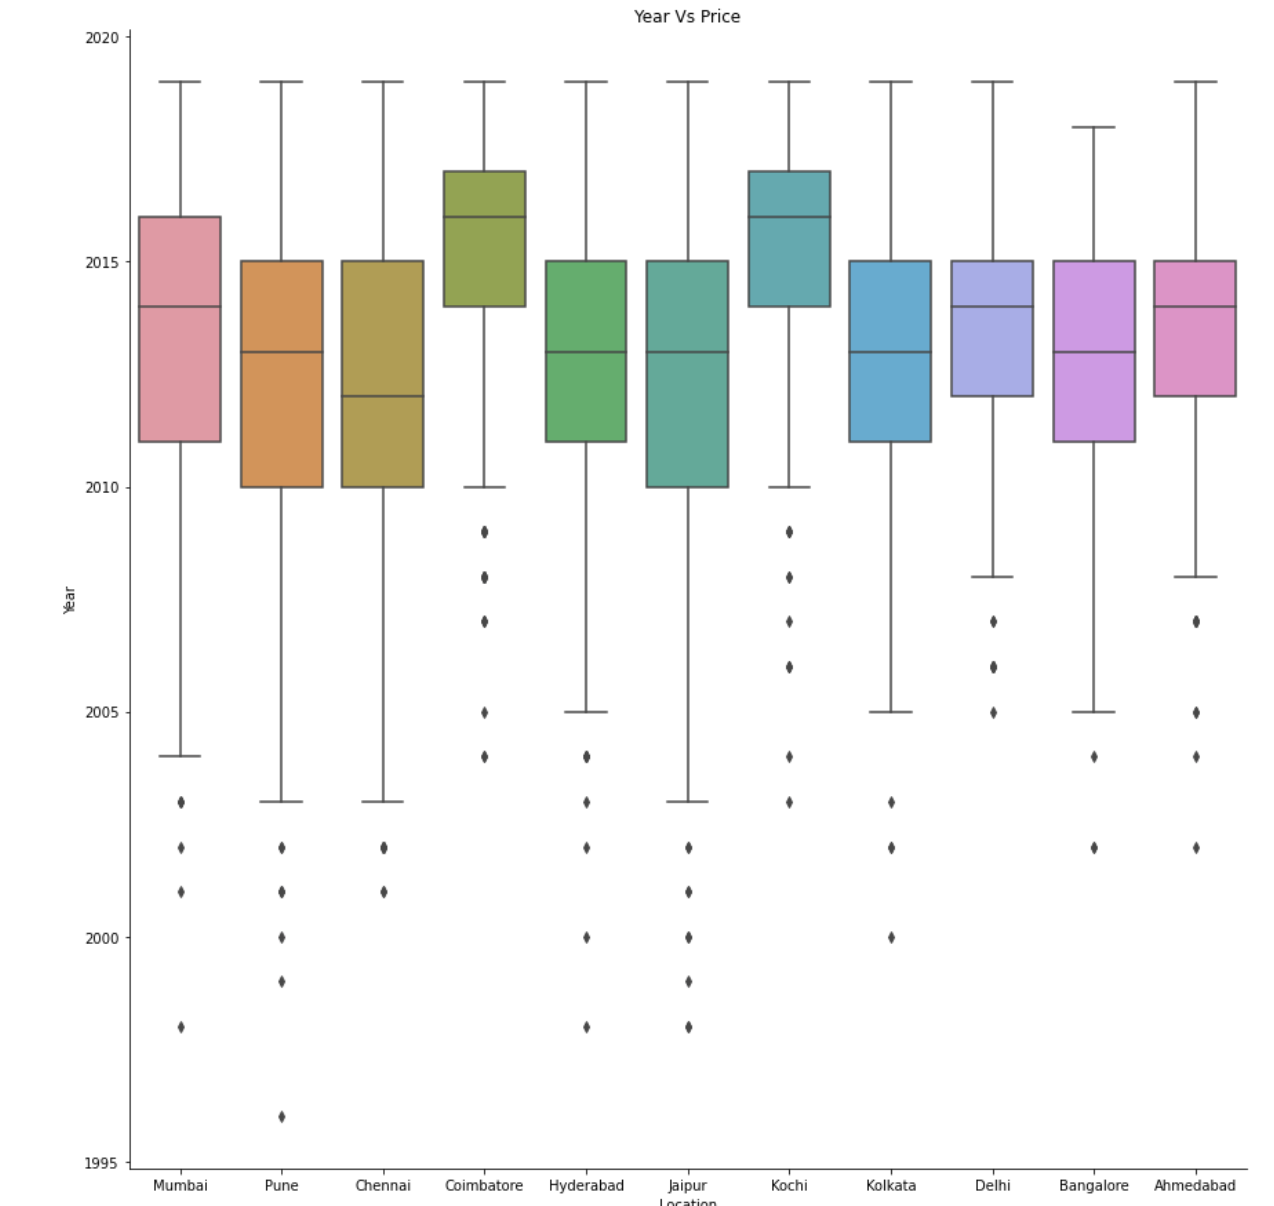 Year Vs Price
2020
2015
2010
Year
2005
2000
1995
Mumbai Pune Chennai Coimbatore Hyderabad Jaipur Kochi Kolkata Delhi Bangalore Ahmedabad
Location